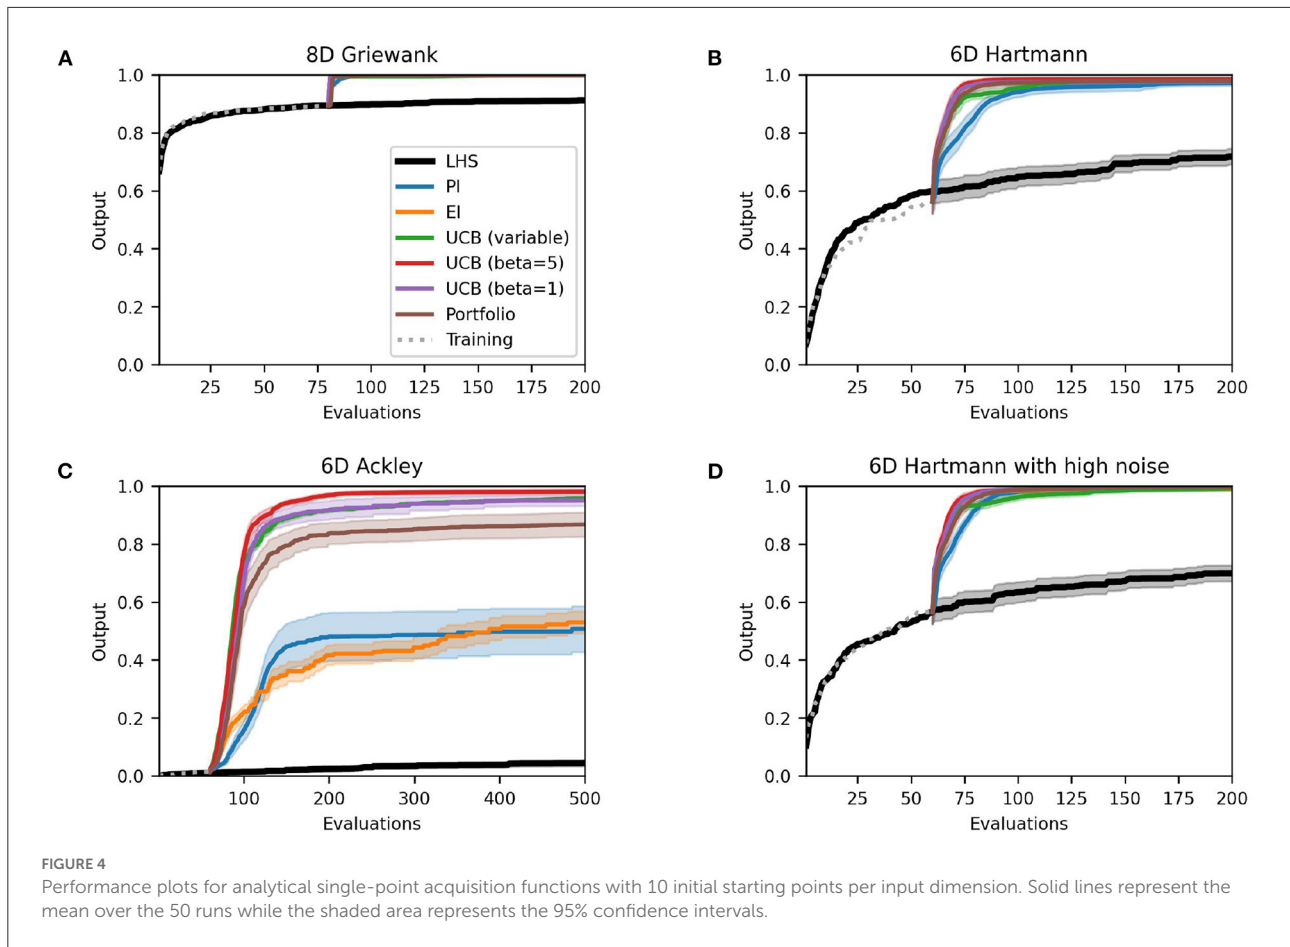 A
8D Griewank
1.0
0.8
0.6
0.4
0.2
0.0
Output
25 50 75 100 125 150 175 200
Evaluations
LHS
PI
EI
UCB (variable)
UCB (beta=5)
UCB (beta=1)
Portfolio
Training
B
6D Hartmann
1.0
0.8
0.6
0.4
0.2
0.0
Output
25 50 75 100 125 150 175 200
Evaluations
C
6D Ackley
1.0
0.8
0.6
0.4
0.2
0.0
Output
100 200 300 400 500
Evaluations
D
6D Hartmann with high noise
1.0
0.8
0.6
0.4
0.2
0.0
Output
25 50 75 100 125 150 175 200
Evaluations
FIGURE 4
Performance plots for analytical single-point acquisition functions with 10 initial starting points per input dimension. Solid lines represent the
mean over the 50 runs while the shaded area represents the 95% confidence intervals.